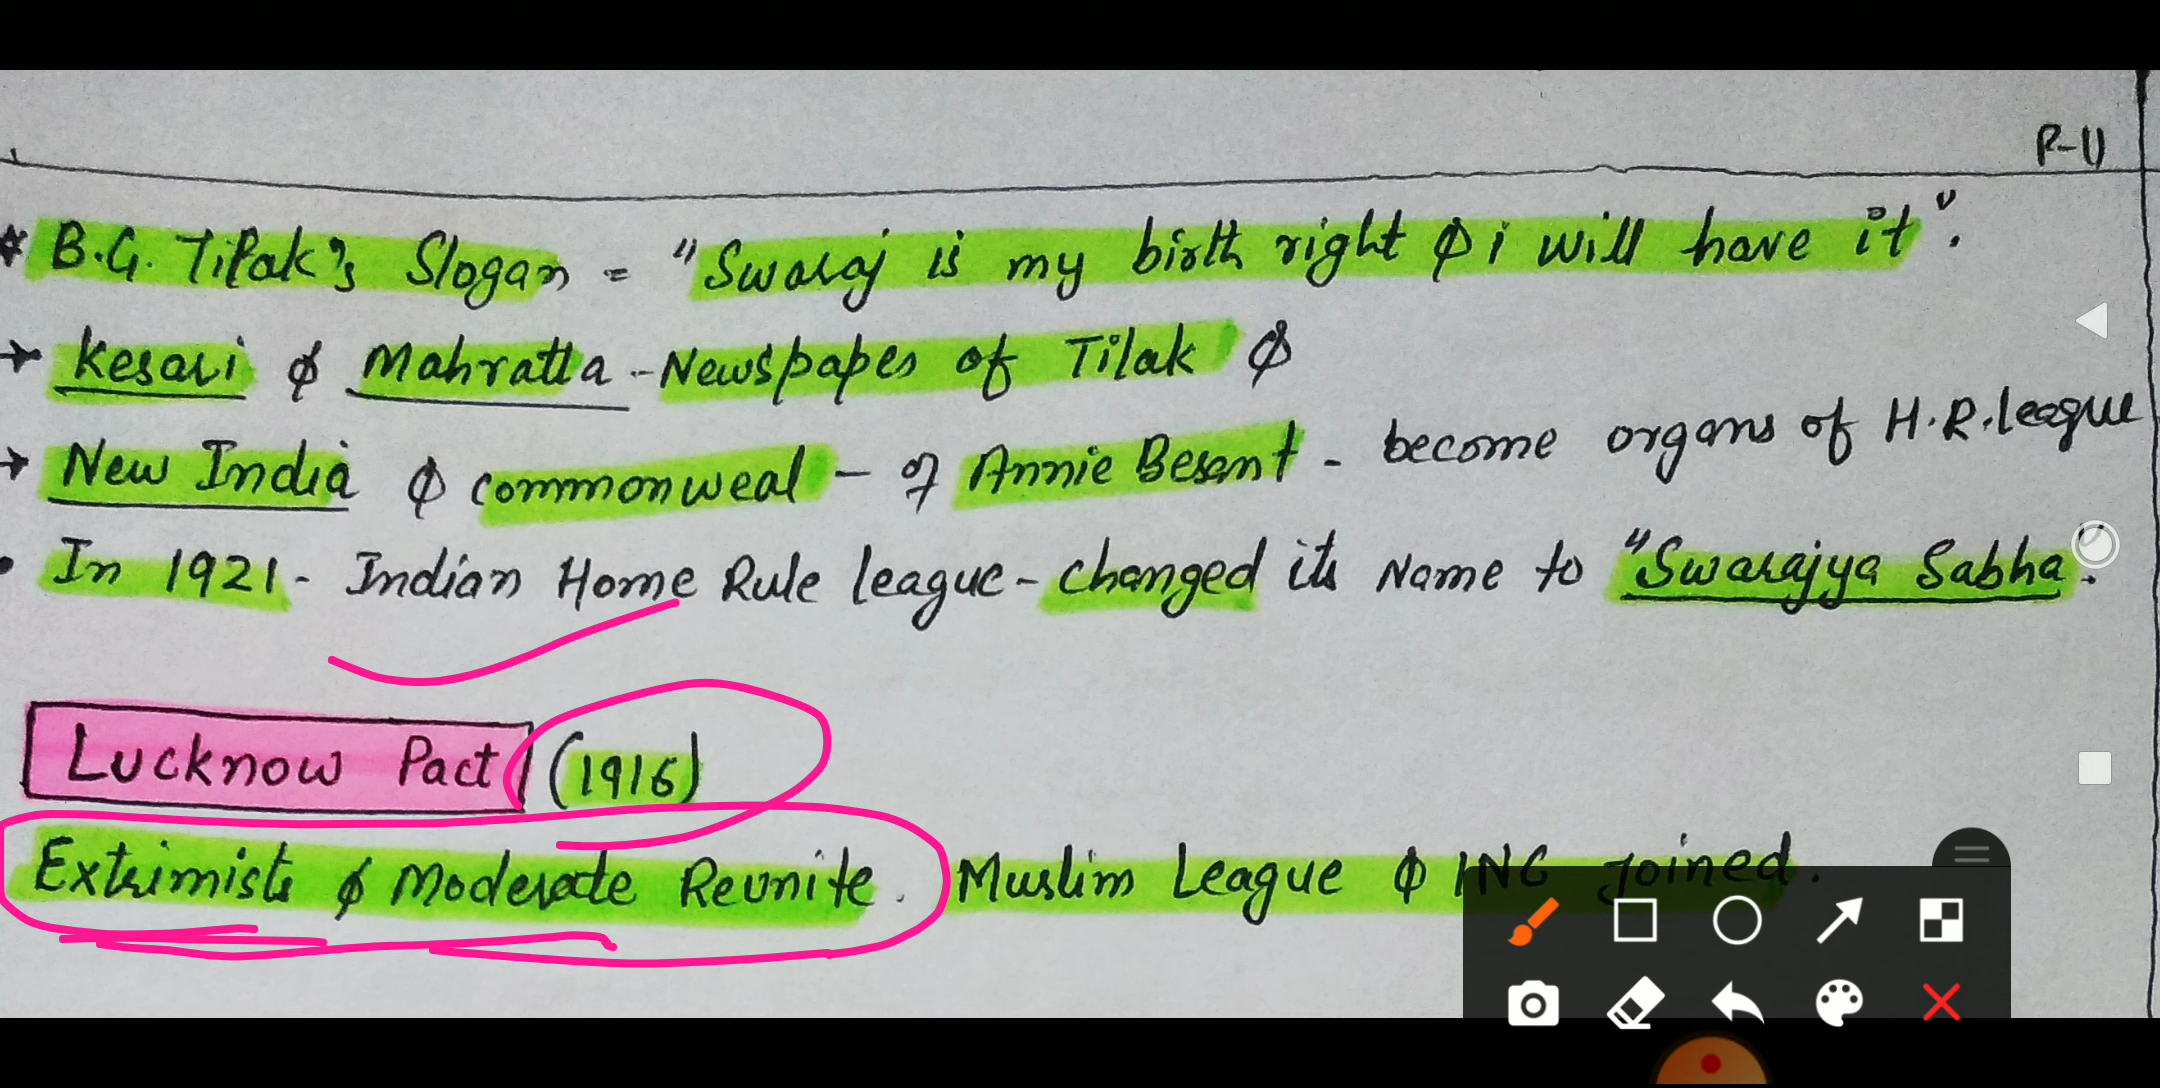 P-11
* B.G. Tilak's Slogan = "Swaraj is my birth right & i will have it".
→ Kesari & Mahratta - Newspapes of Tilak &
→ New India & commonweal - of Annie Besant - become organs of H.R. league
• In 1921 - Indian Home Rule league - changed its Name to "Swarajya Sabha".
Lucknow Pact (1916)
Extrimists & Moderate Reunite. Muslim League & INC Joined.